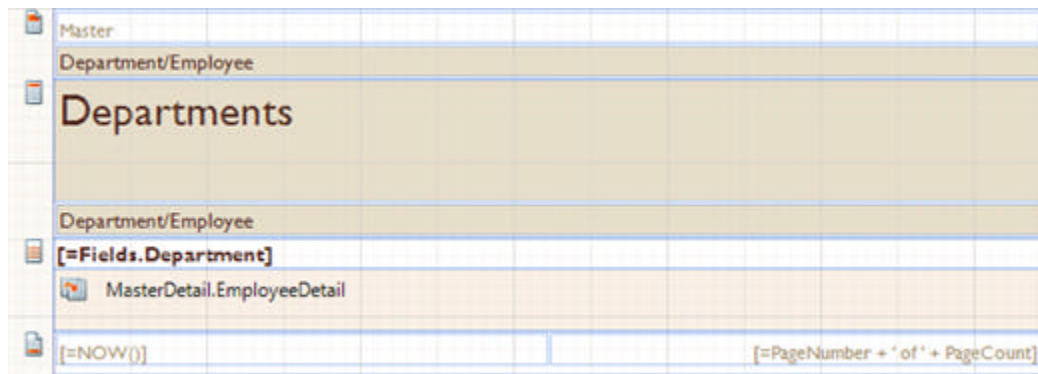 Master
Department/Employee
Departments
Department/Employee
[=Fields.Department]
MasterDetail.EmployeeDetail
[=NOW()] [=PageNumber + ' of ' + PageCount]